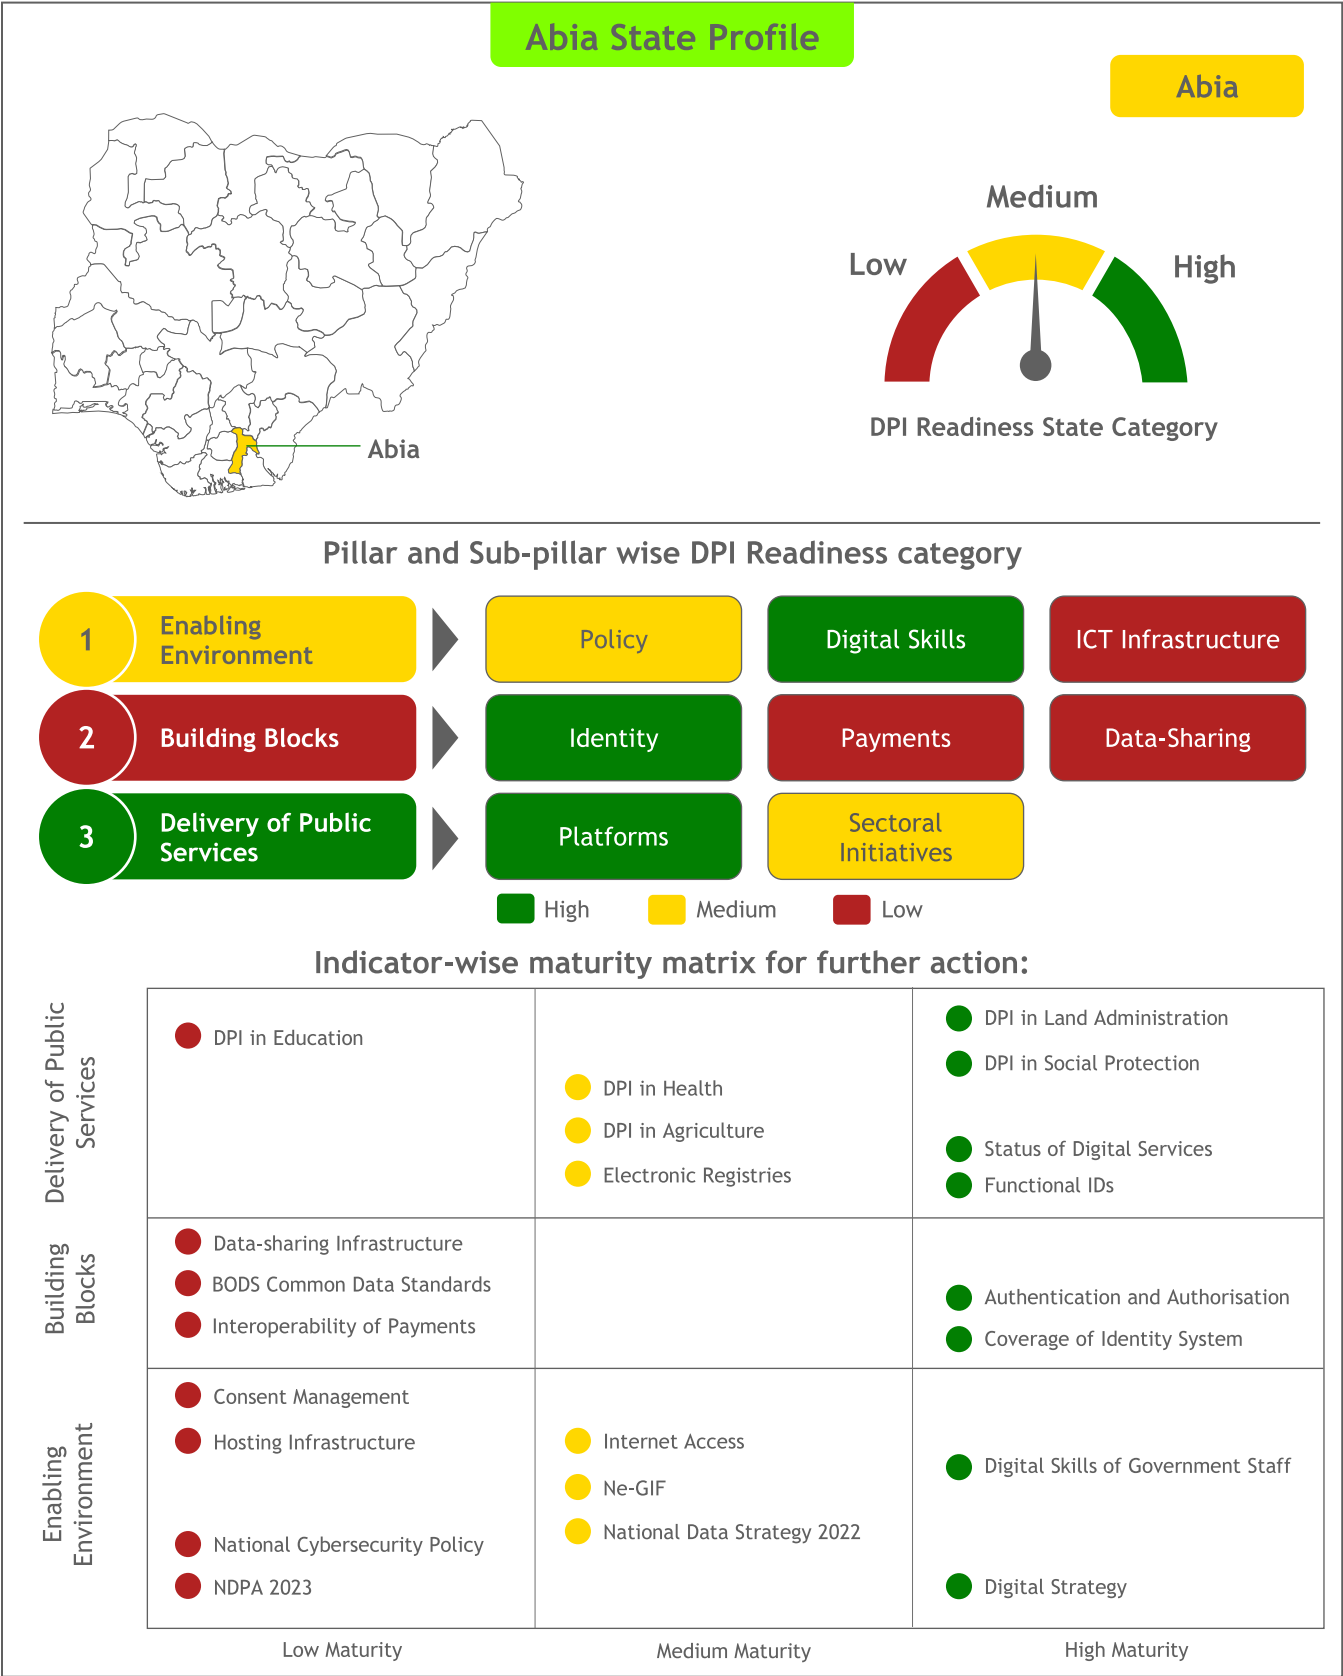 Abia State Profile
Abia
Medium
Low
High
DPI Readiness State Category
Abia
Pillar and Sub-pillar wise DPI Readiness category
1
Enabling
Environment
Policy
Digital Skills
ICT Infrastructure
2
Building Blocks
Identity
Payments
Data-Sharing
3
Delivery of Public
Services
Platforms
Sectoral
Initiatives
High
Medium
Low
Indicator-wise maturity matrix for further action:
Delivery of Public
Services
DPI in Education
DPI in Health
DPI in Agriculture
Electronic Registries
DPI in Land Administration
DPI in Social Protection
Status of Digital Services
Functional IDs
Building
Blocks
Data-sharing Infrastructure
BODS Common Data Standards
Interoperability of Payments
Authentication and Authorisation
Coverage of Identity System
Enabling
Environment
Consent Management
Hosting Infrastructure
National Cybersecurity Policy
NDPA 2023
Internet Access
Ne-GIF
National Data Strategy 2022
Digital Skills of Government Staff
Digital Strategy
Low Maturity
Medium Maturity
High Maturity